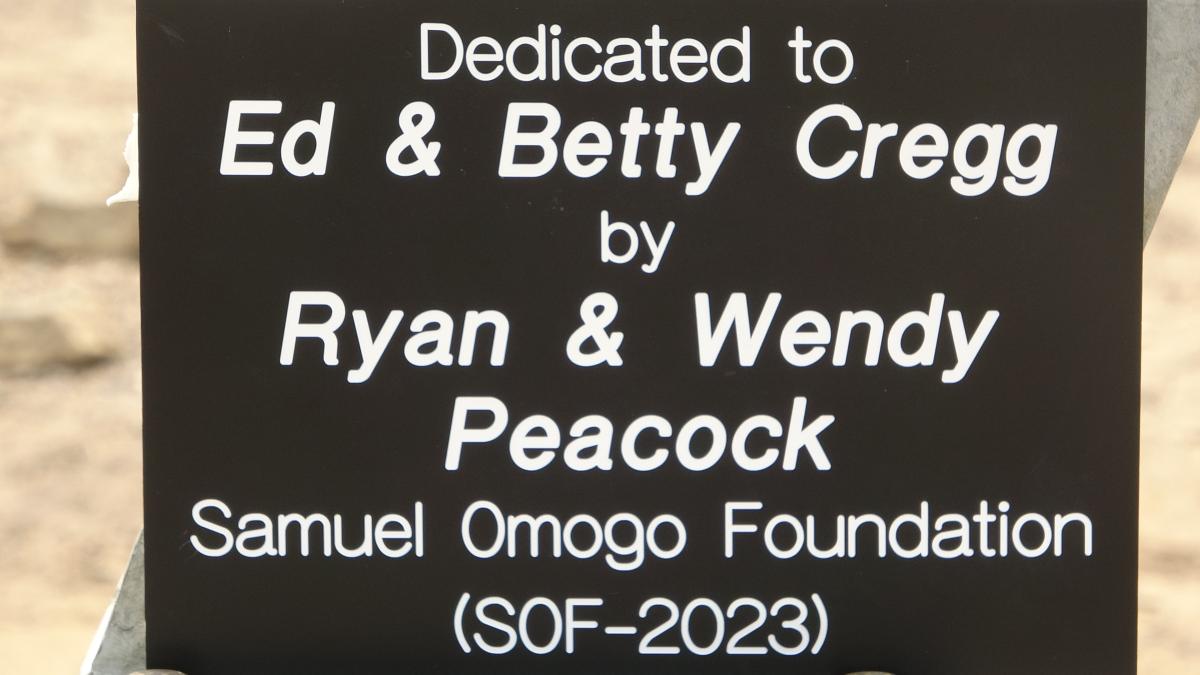 Dedicated to
Ed & Betty Cregg
by
Ryan & Wendy
Peacock
Samuel Omogo Foundation
(SOF-2023)